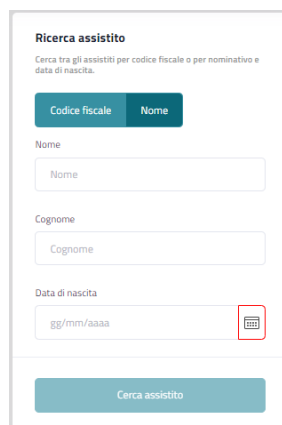 Ricerca assistito
Cerca tra gli assistiti per codice fiscale o per nominativo e
data di nascita.
Codice fiscale Nome
Nome
Nome
Cognome
Cognome
Data di nascita
gg/mm/aaaa
Cerca assistito